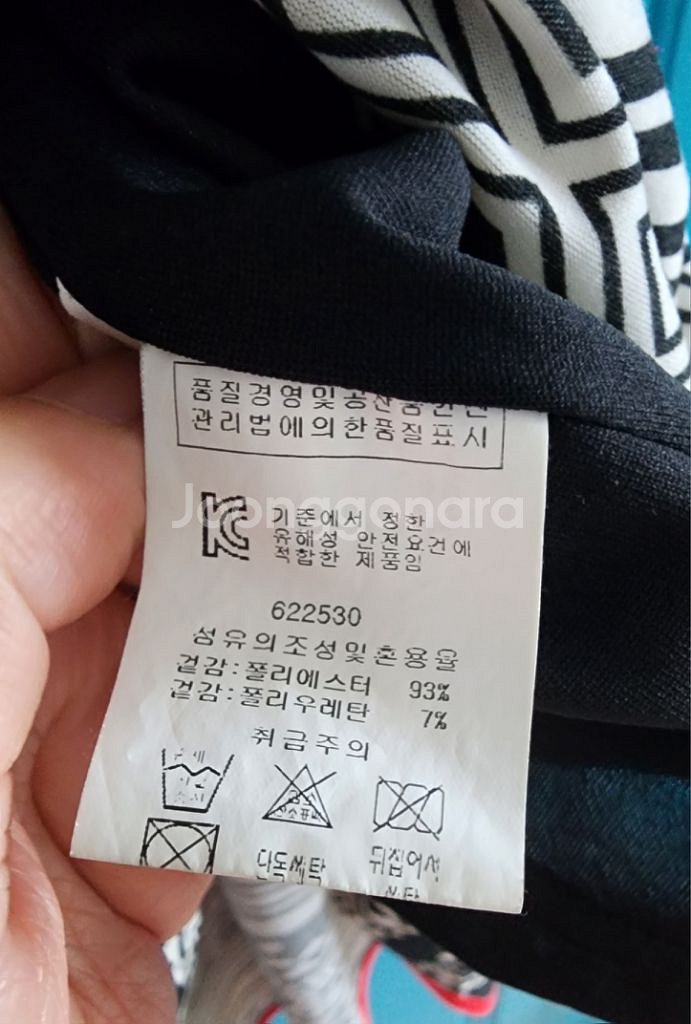 품질경영및공산품안전
관리법에의한품질표시
Joonggonara
기준에서 정한
유해성 안전요건에
적합한 제품임
622530
섬유의조성및혼용율
겉감:폴리에스터 93%
겉감:폴리우레탄 7%
취급주의
단독세탁
뒤집어서
세탁